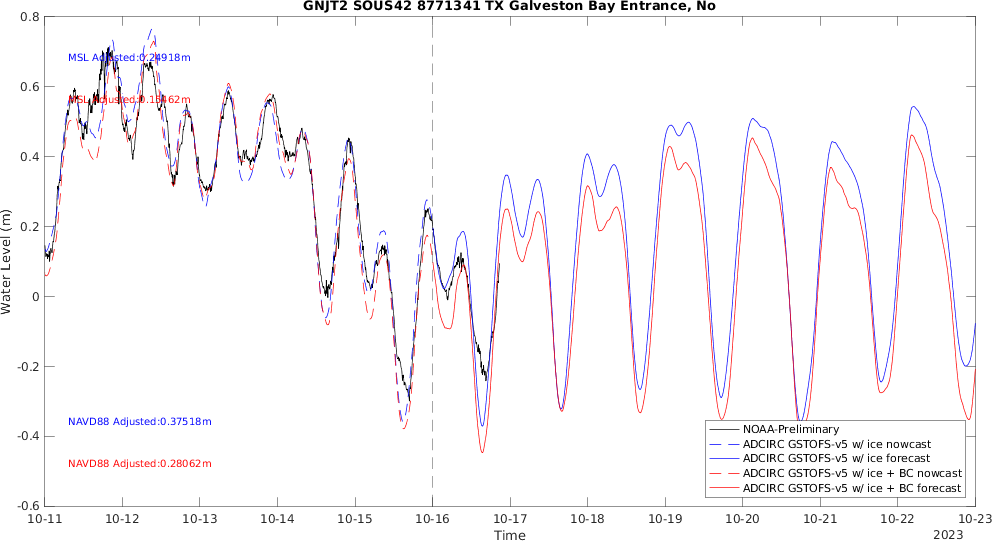 GNJT2 SOUS42 8771341 TX Galveston Bay Entrance, No
Water Level (m)
0.8
0.6
0.4
0.2
0
-0.2
-0.4
-0.6
MSL Adjusted:0.24918m
MSL Adjusted:0.15462m
NAVD88 Adjusted:0.37518m
NAVD88 Adjusted:0.28062m
NOAA-Preliminary
ADCIRC GSTOFS-v5 w/ ice nowcast
ADCIRC GSTOFS-v5 w/ ice forecast
ADCIRC GSTOFS-v5 w/ ice + BC nowcast
ADCIRC GSTOFS-v5 w/ ice + BC forecast
10-11 10-12 10-13 10-14 10-15 10-16 10-17 10-18 10-19 10-20 10-21 10-22 10-23
Time
2023